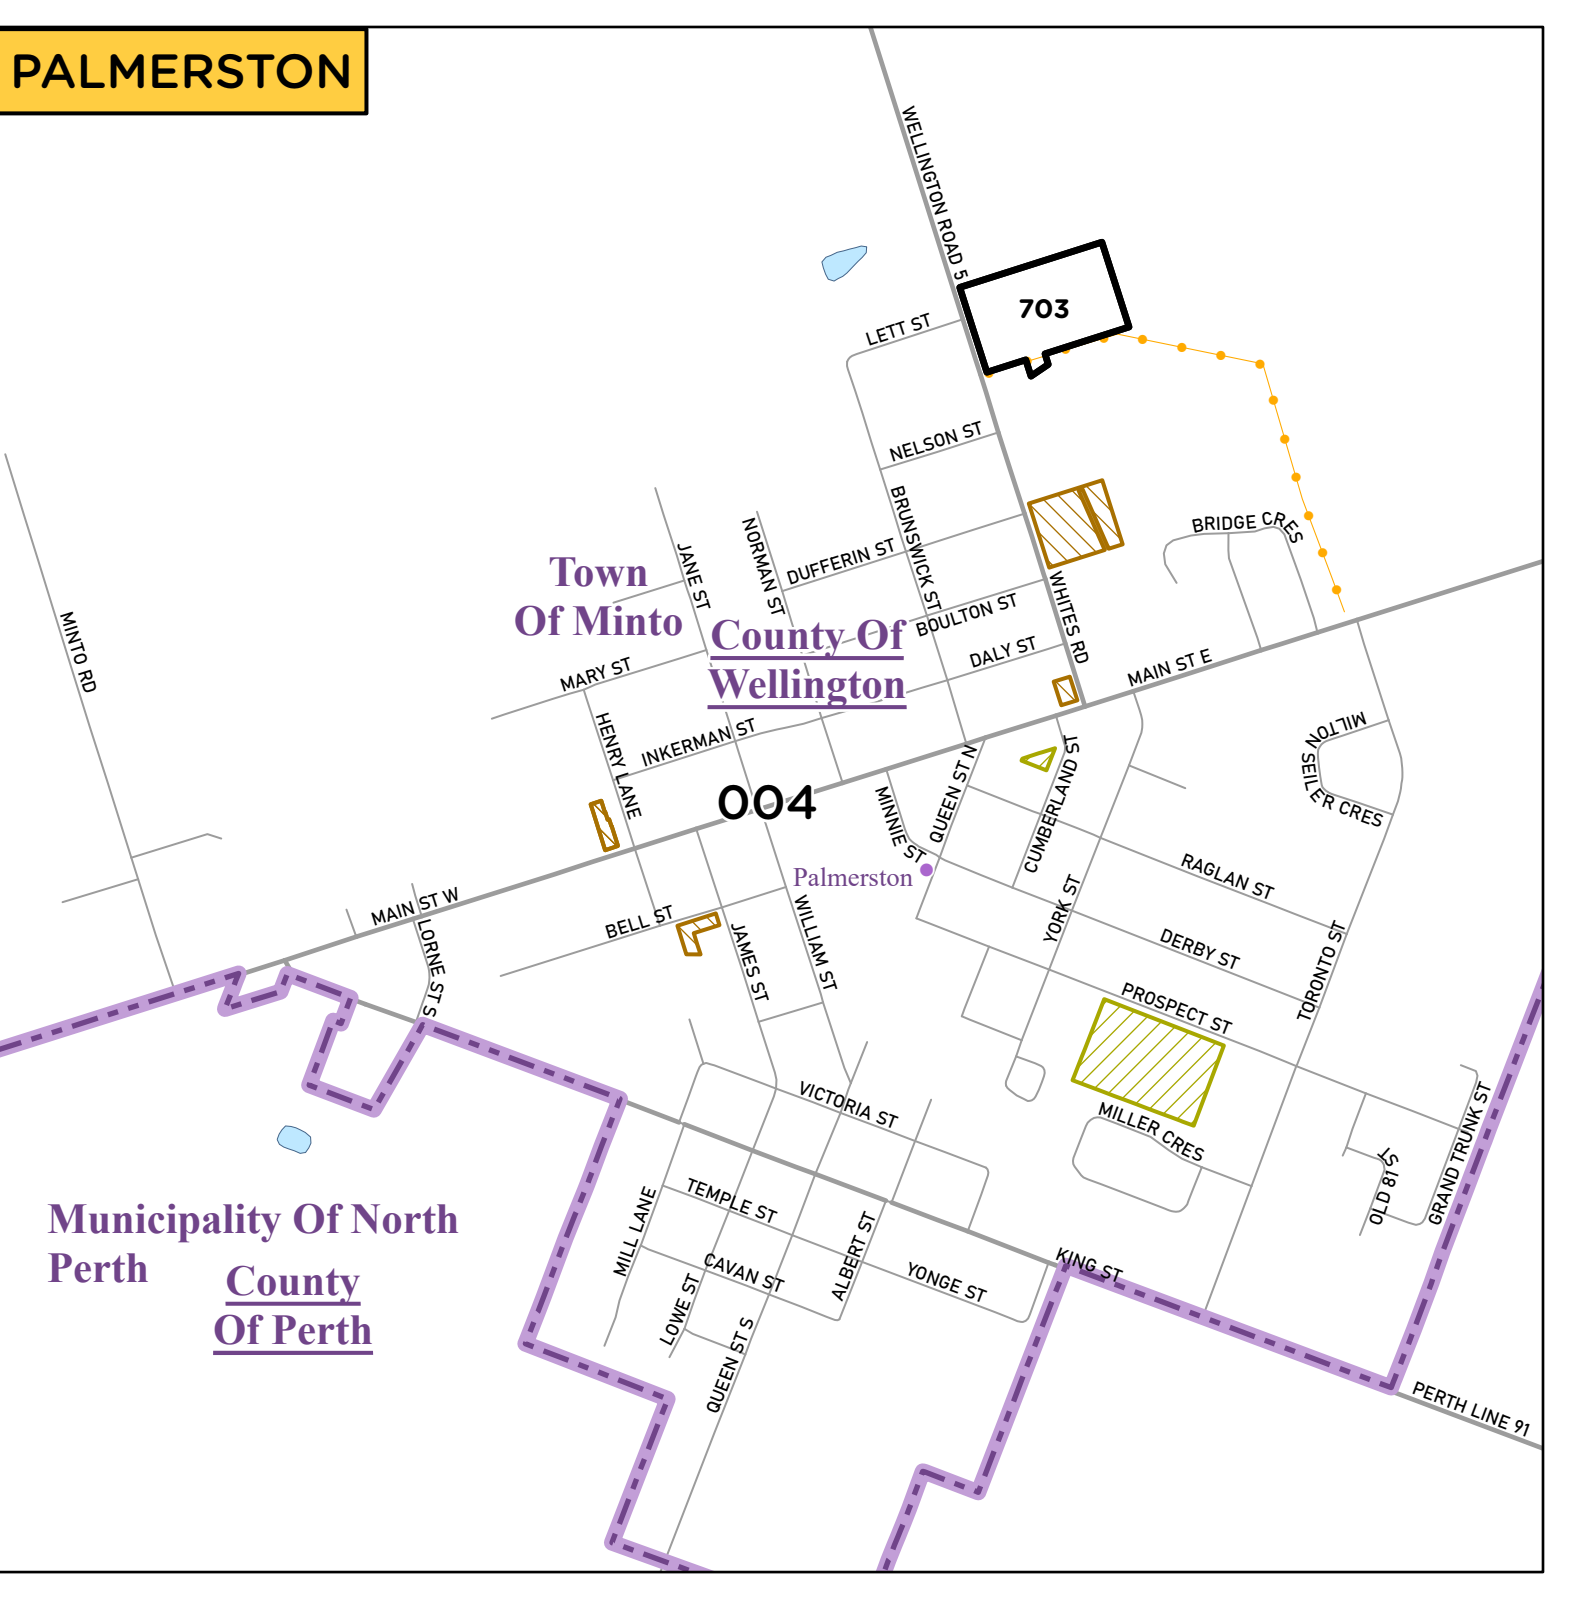 PALMERSTON
WELLINGTON ROAD 5
703
LETT ST
NELSON ST
BRUNSWICK ST
BRIDGE CRES
JANE ST
NORMAN ST
DUFFERIN ST
Town
Of Minto
WHITES RD
BOULTON ST
County Of
Wellington
DALY ST
MINTO RD
MARY ST
MAIN ST E
HENRY LANE
INKERMAN ST
MILTON
SEILER CRES
004
MINNIE ST
QUEEN ST N
CUMBERLAND ST
Palmerston
RAGLAN ST
YORK ST
MAIN ST W
BELL ST
LORNE ST S
JAMES ST
WILLIAM ST
DERBY ST
TORONTO ST
PROSPECT ST
VICTORIA ST
MILLER CRES
GRAND TRUNK ST
OLD 81 ST
Municipality Of North
Perth
County
Of Perth
MILL LANE
TEMPLE ST
CAVAN ST
LOWE ST
ALBERT ST
YONGE ST
KING ST
QUEEN ST S
PERTH LINE 91